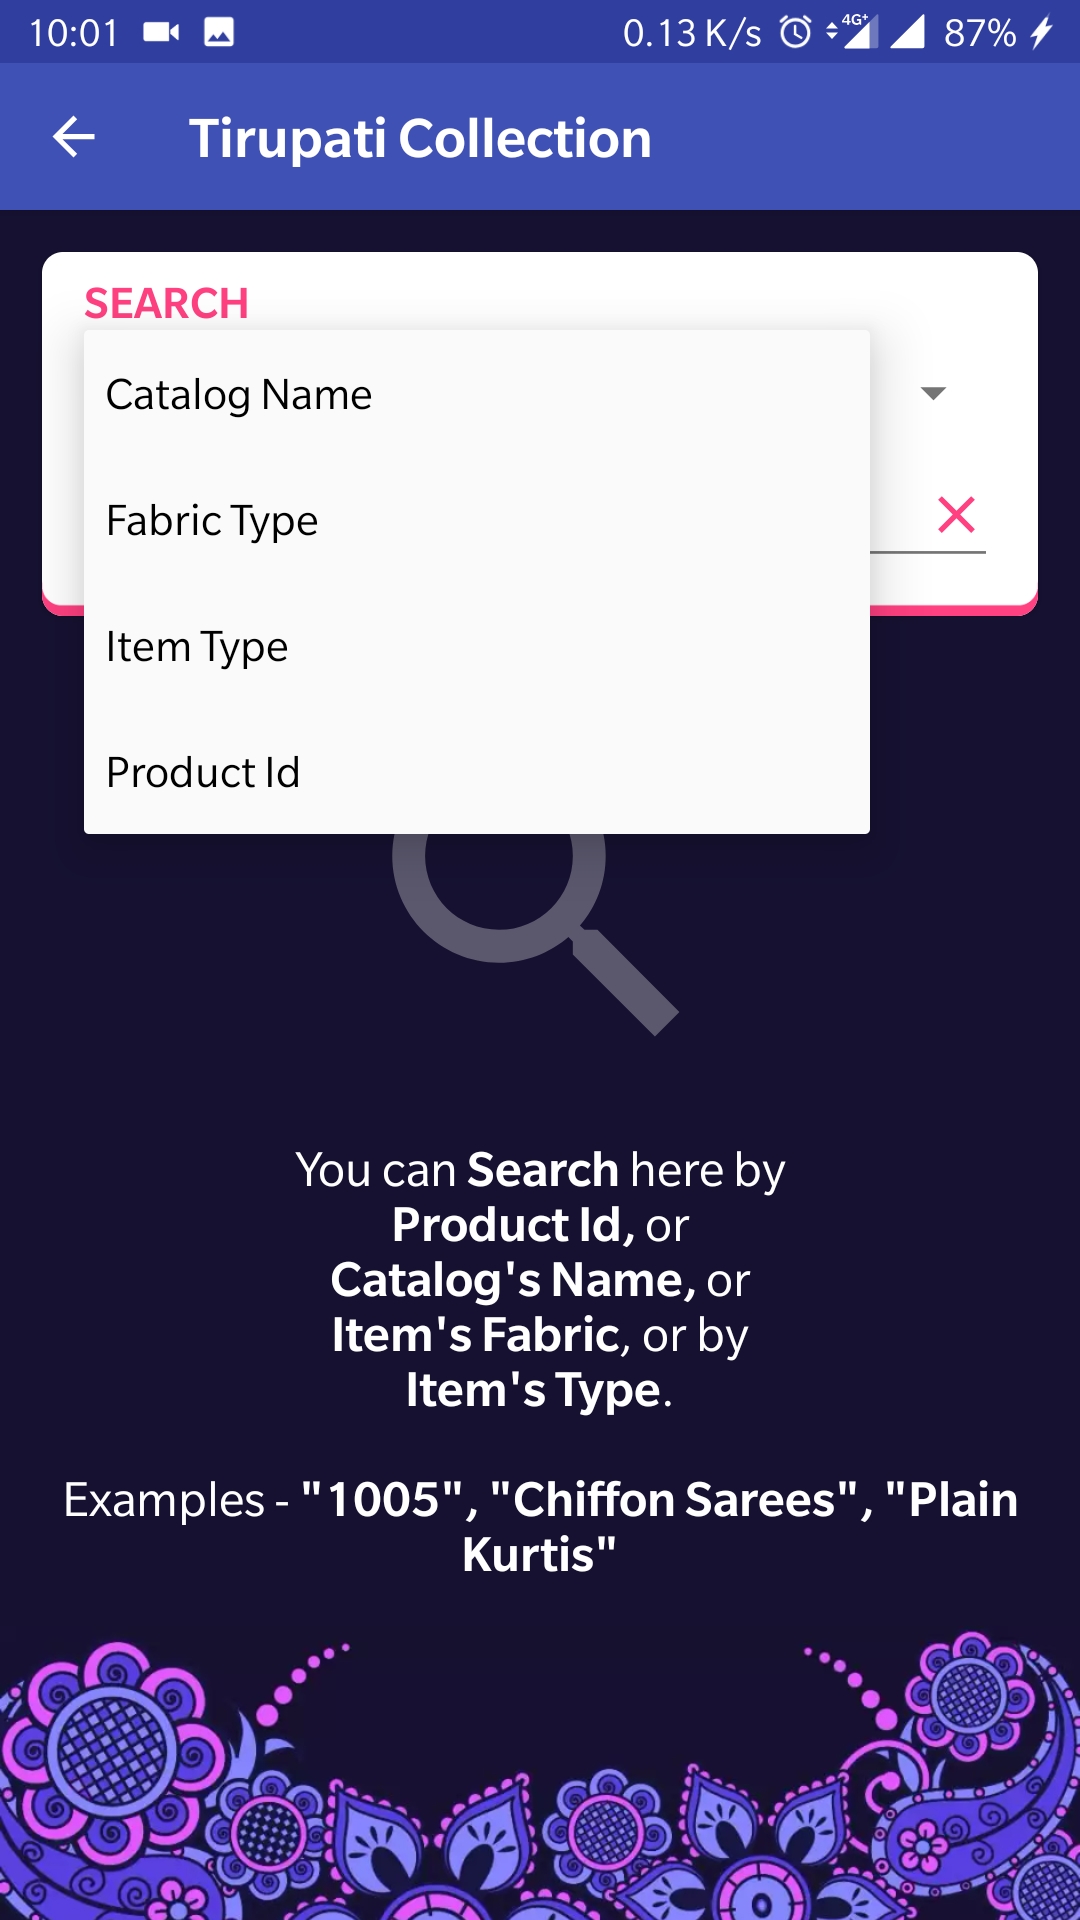 10:01 0.13 K/s 4G+ 87%
Tirupati Collection
SEARCH
Catalog Name
Fabric Type
Item Type
Product Id
You can Search here by
Product Id, or
Catalog's Name, or
Item's Fabric, or by
Item's Type.
Examples - "1005", "Chiffon Sarees", "Plain
Kurtis"